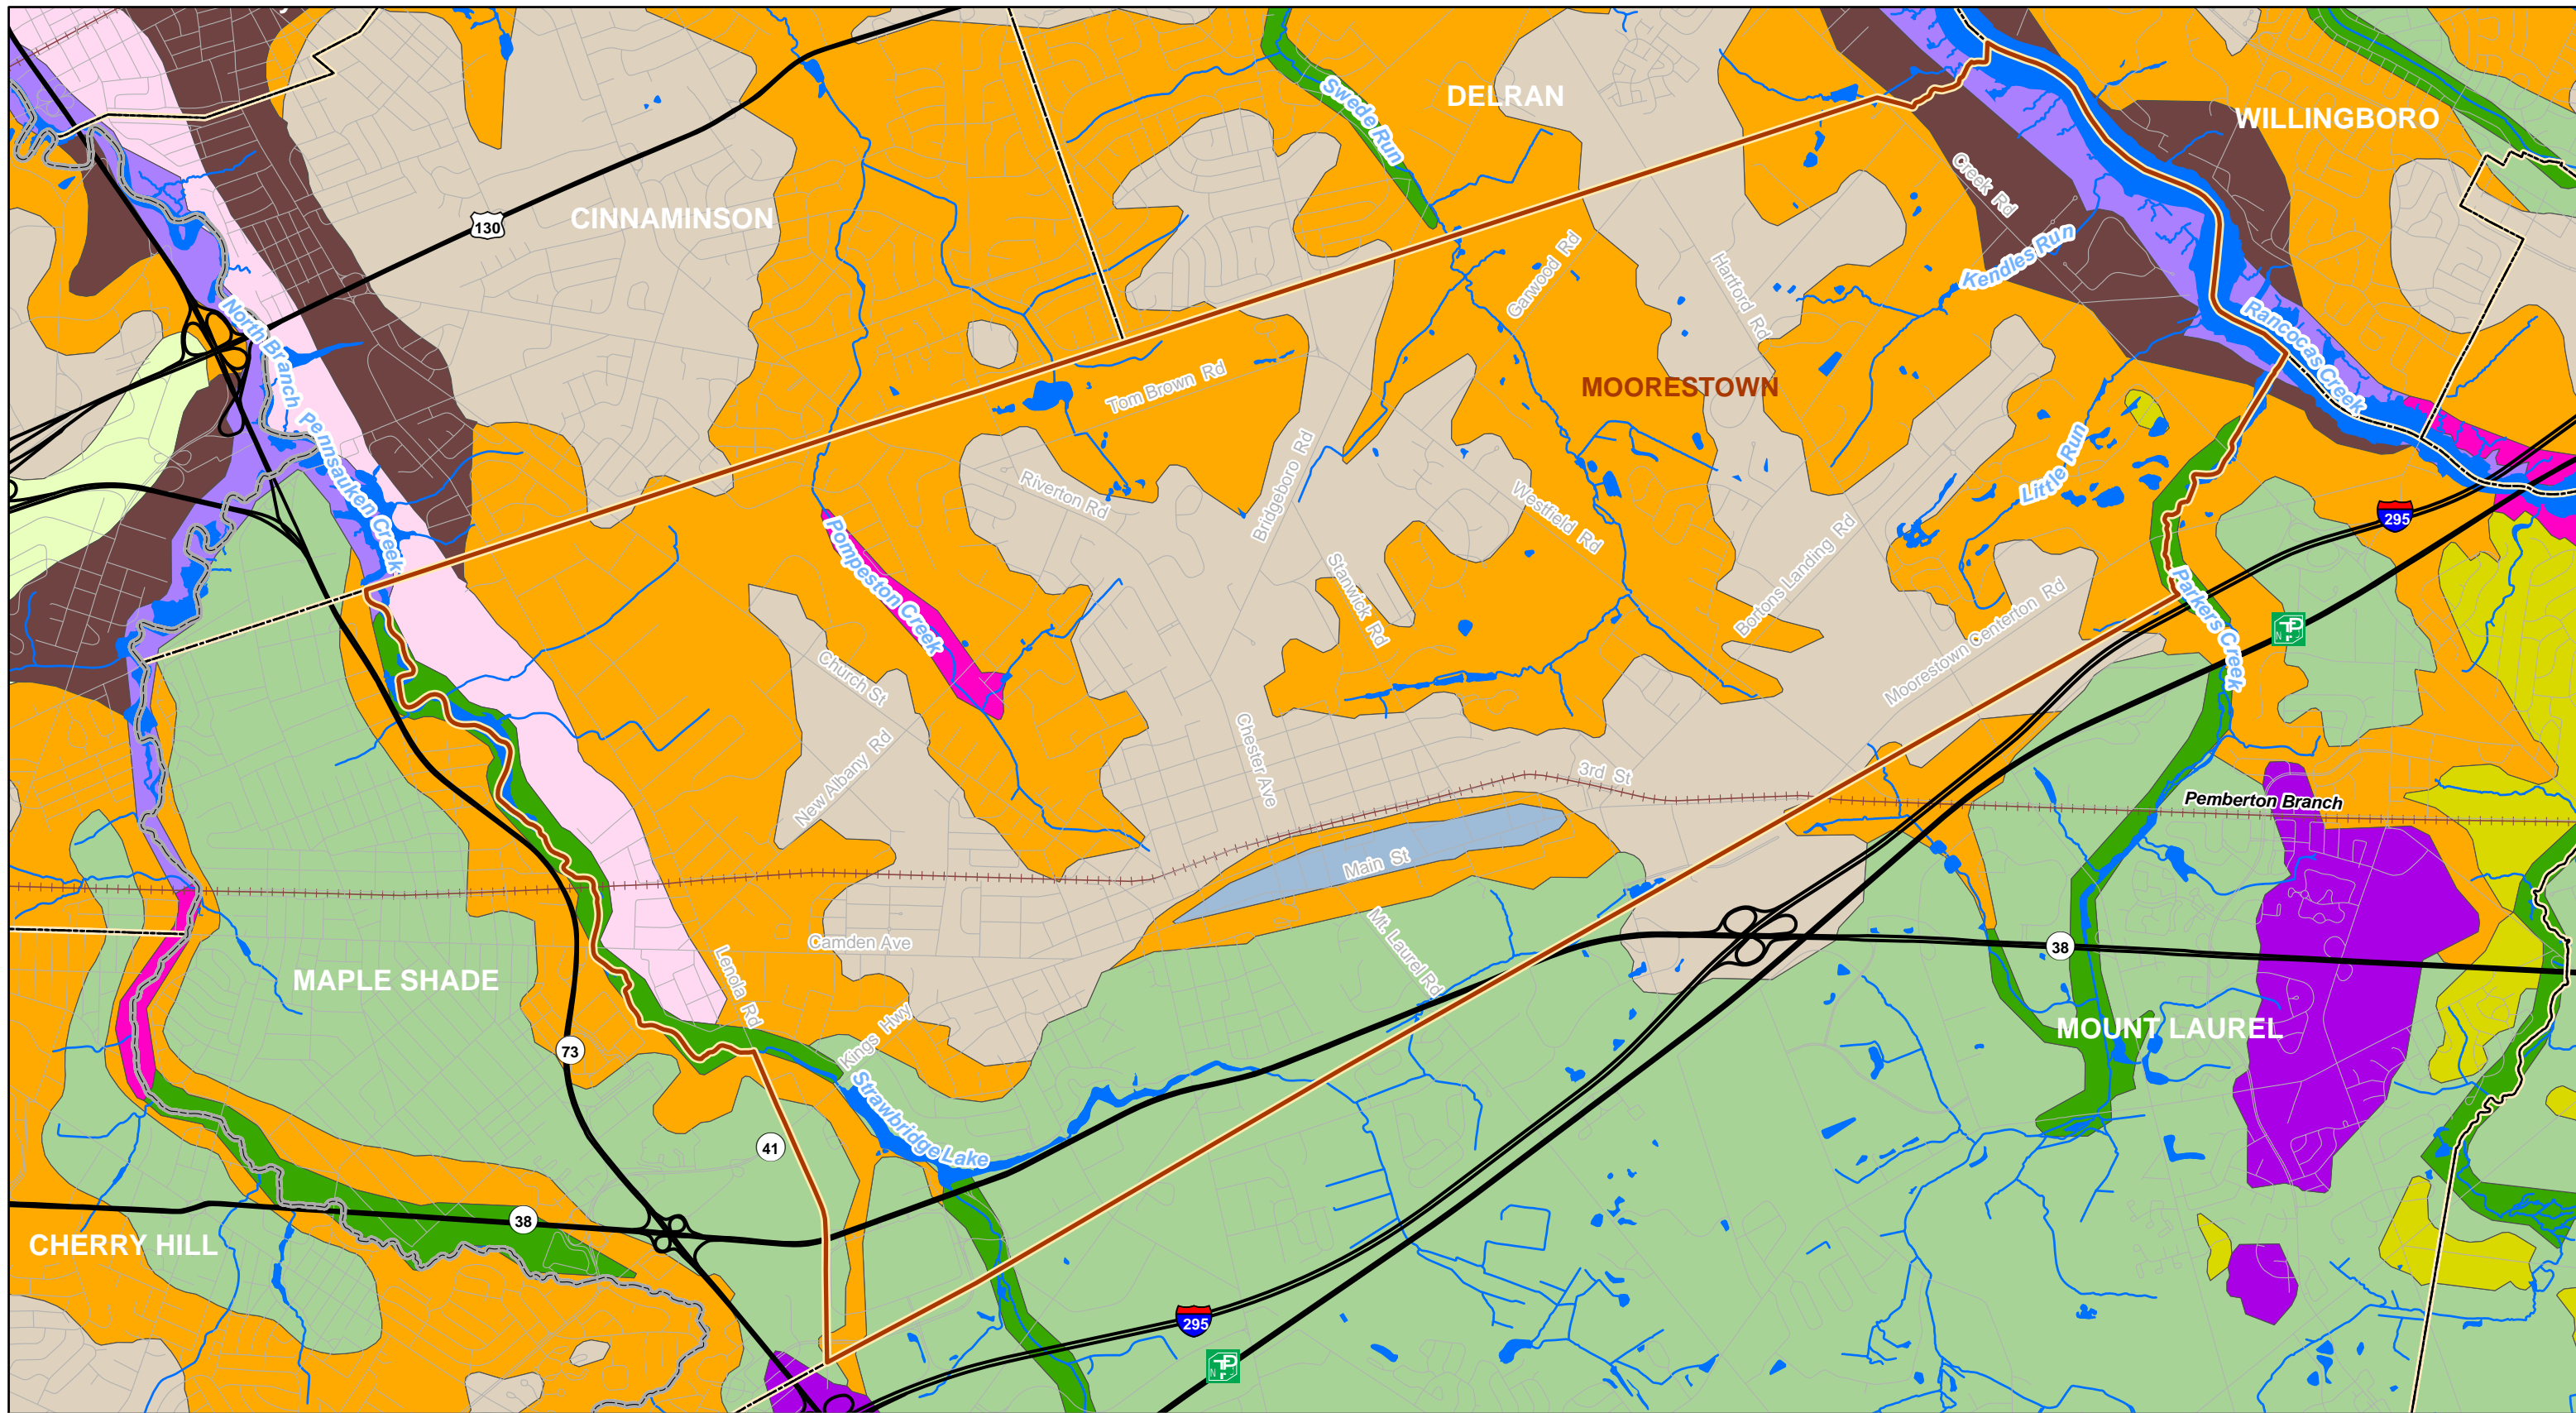 DELRAN
WILLINGBORO
Swede Run
CINNAMINSON
130
Creek Rd
Kendles Run
Garwood Rd
Hartford Rd
North Branch Pennsauken Creek
Rancocas Creek
Tom Brown Rd
MOORESTOWN
Riverton Rd
Bridgeboro Rd
Westfield Rd
Little Run
295
Pompeston Creek
Stanwick Rd
Bortons Landing Rd
Moorestown Centerton Rd
Parkers Creek
N TP
Church St
New Albany Rd
Chester Ave
3rd St
Pemberton Branch
Main St
Camden Ave
Mt. Laurel Rd
38
MAPLE SHADE
Lenola Rd
Kings Hwy
MOUNT LAUREL
73
Strawbridge Lake
41
38
CHERRY HILL
295
N TP